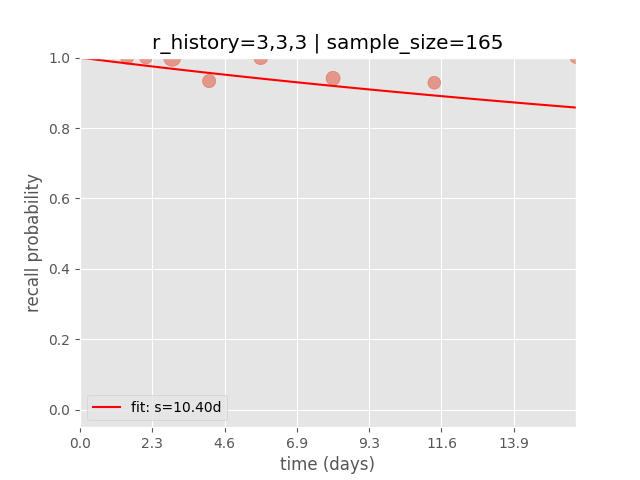 r_history=3,3,3 | sample_size=165
1.0
0.8
0.6
0.4
0.2
0.0
recall probability
fit: s=10.40d
0.0 2.3 4.6 6.9 9.3 11.6 13.9
time (days)